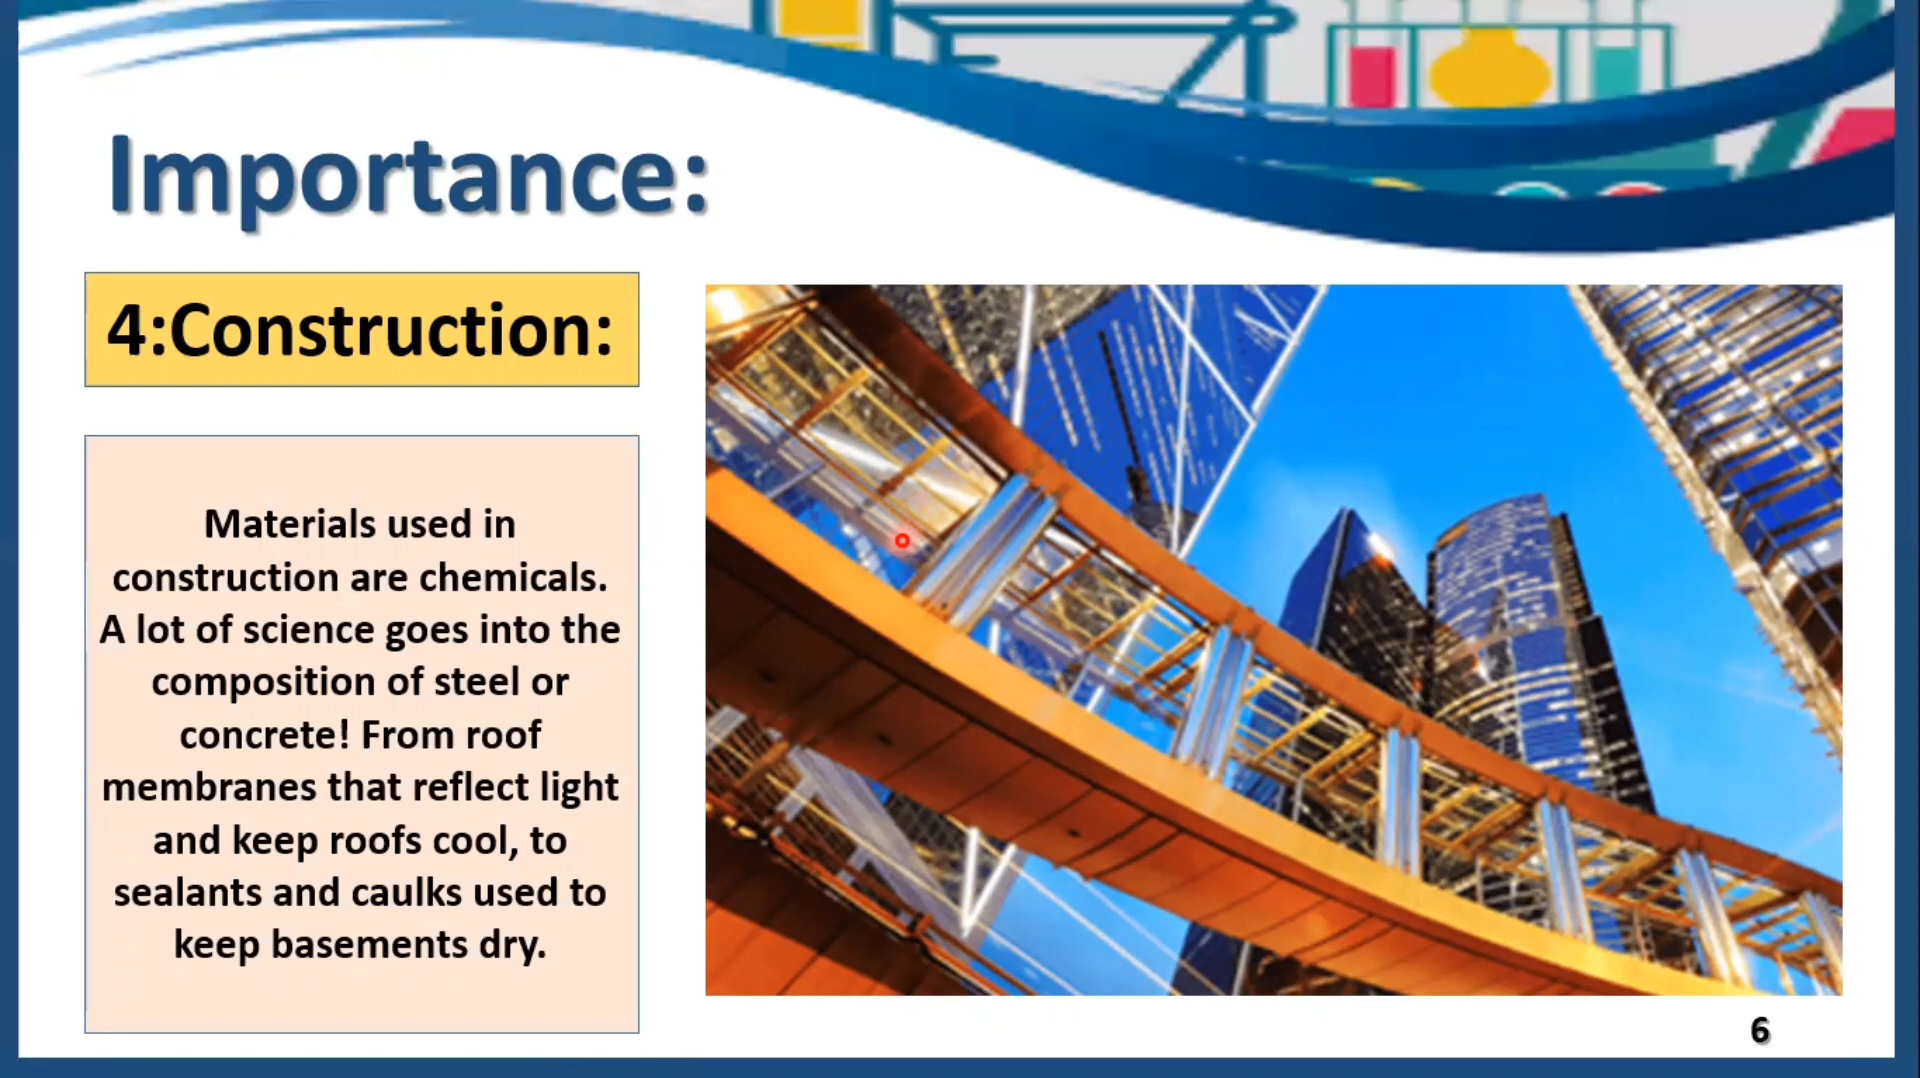 Importance:
4:Construction:
Materials used in
construction are chemicals.
A lot of science goes into the
composition of steel or
concrete! From roof
membranes that reflect light
and keep roofs cool, to
sealants and caulks used to
keep basements dry.
6